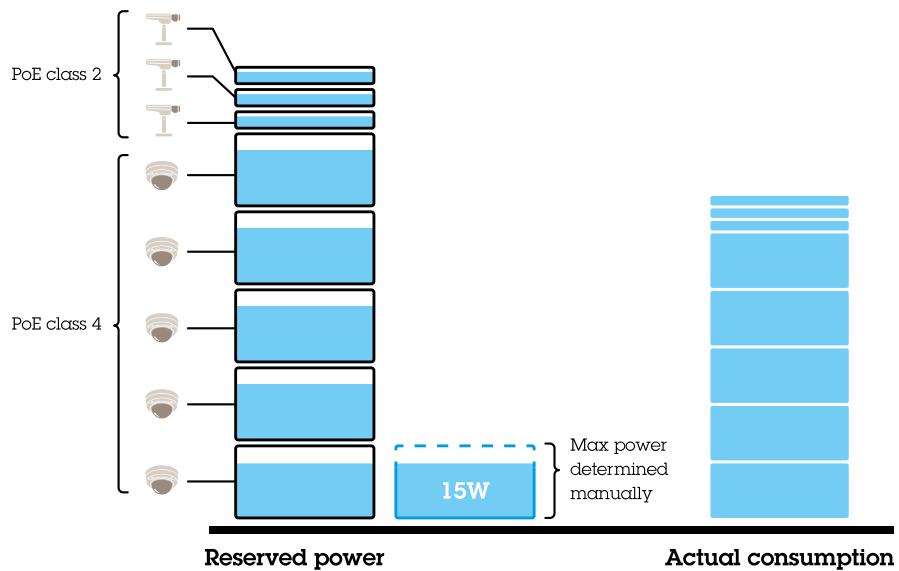 PoE class 2
PoE class 4
15W
Max power
determined
manually
Reserved power
Actual consumption